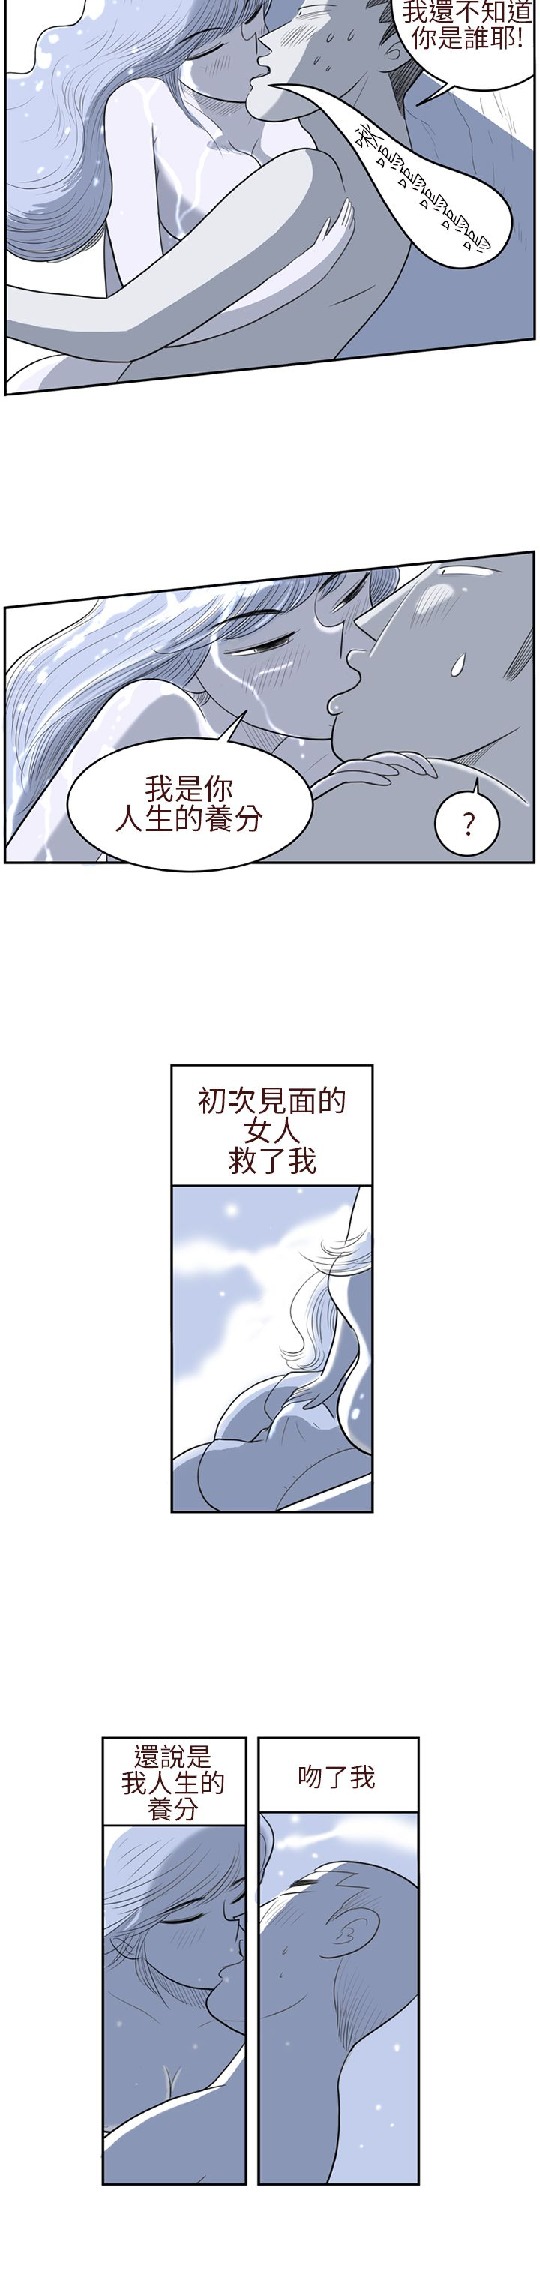 我還不知道
你是誰耶!
我是你
人生的養分
?
初次見面的
女人
救了我
還說是
我人生的
養分
吻了我